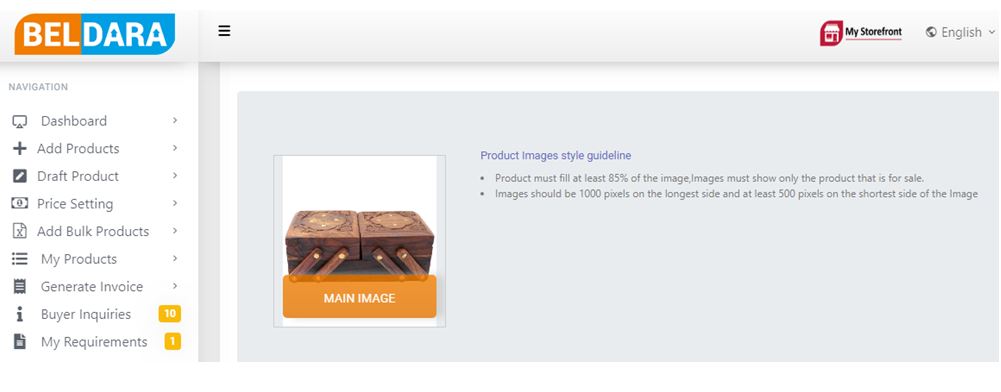 BELDARA
My Storefront
English
NAVIGATION
Dashboard
Add Products
Draft Product
Price Setting
Add Bulk Products
My Products
Generate Invoice
Buyer Inquiries 10
My Requirements 1
Product Images style guideline
Product must fill at least 85% of the image,Images must show only the product that is for sale.
Images should be 1000 pixels on the longest side and at least 500 pixels on the shortest side of the Image
MAIN IMAGE